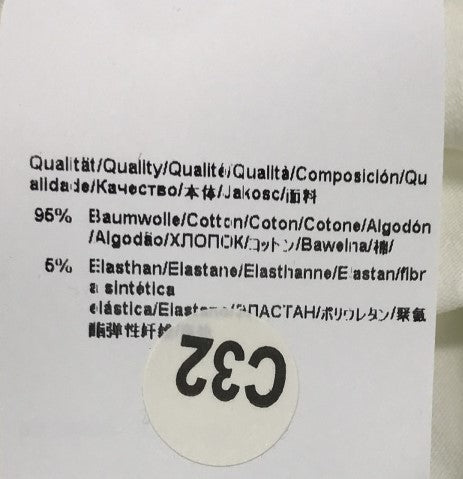 Qualität/Quality/Qualité/Qualità/Composición/Qu
alidade/Качество/本体/Jakosc/面料
95% Baumwolle/Cotton/Coton/Cotone/Algodón
/Algodão/ХЛОПОК/コットン/Bawelna/棉/
5% Elasthan/Elastane/Elasthanne/Elastan/fibr
a sintética
elástica/ПАСТАН/ポリウレタン/聚氨
酯弹性纤维
C32